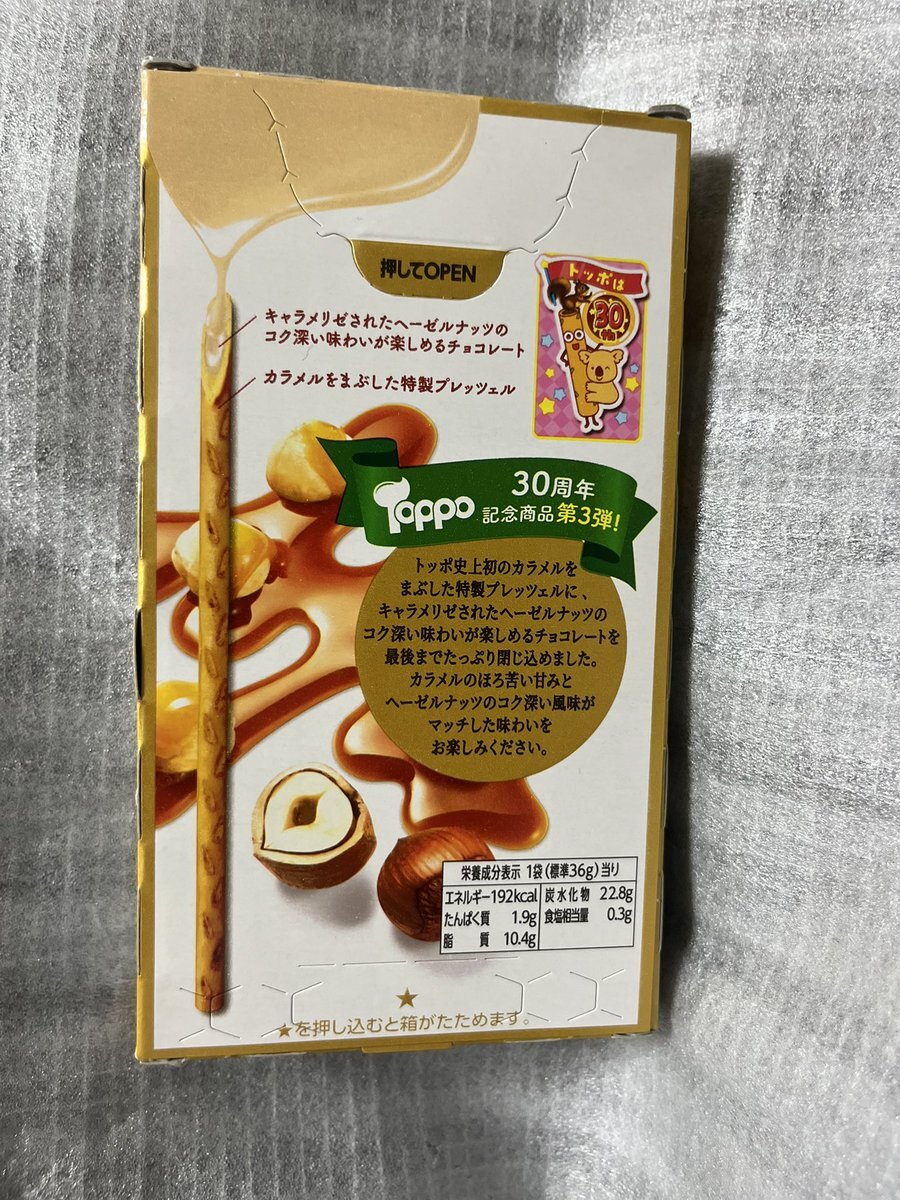 押してOPEN
トッポは
30
キャラメリゼされたヘーゼルナッツの
コク深い味わいが楽しめるチョコレート
カラメルをまぶした特製プレッツェル
Toppo
30周年
記念商品 第3弾!
トッポ史上初のカラメルを
まぶした特製プレッツェルに、
キャラメリゼされたヘーゼルナッツの
コク深い味わいが楽しめるチョコレートを
最後までたっぷり閉じ込めました。
カラメルのほろ苦い甘みと
ヘーゼルナッツのコク深い風味が
マッチした味わいを
お楽しみください。
栄養成分表示 1袋(標準36g)当り
エネルギー192kcal 炭水化物 22.8g
たんぱく質 1.9g 食塩相当量 0.3g
脂質 10.4g
★
★を押し込むと箱がたためます。